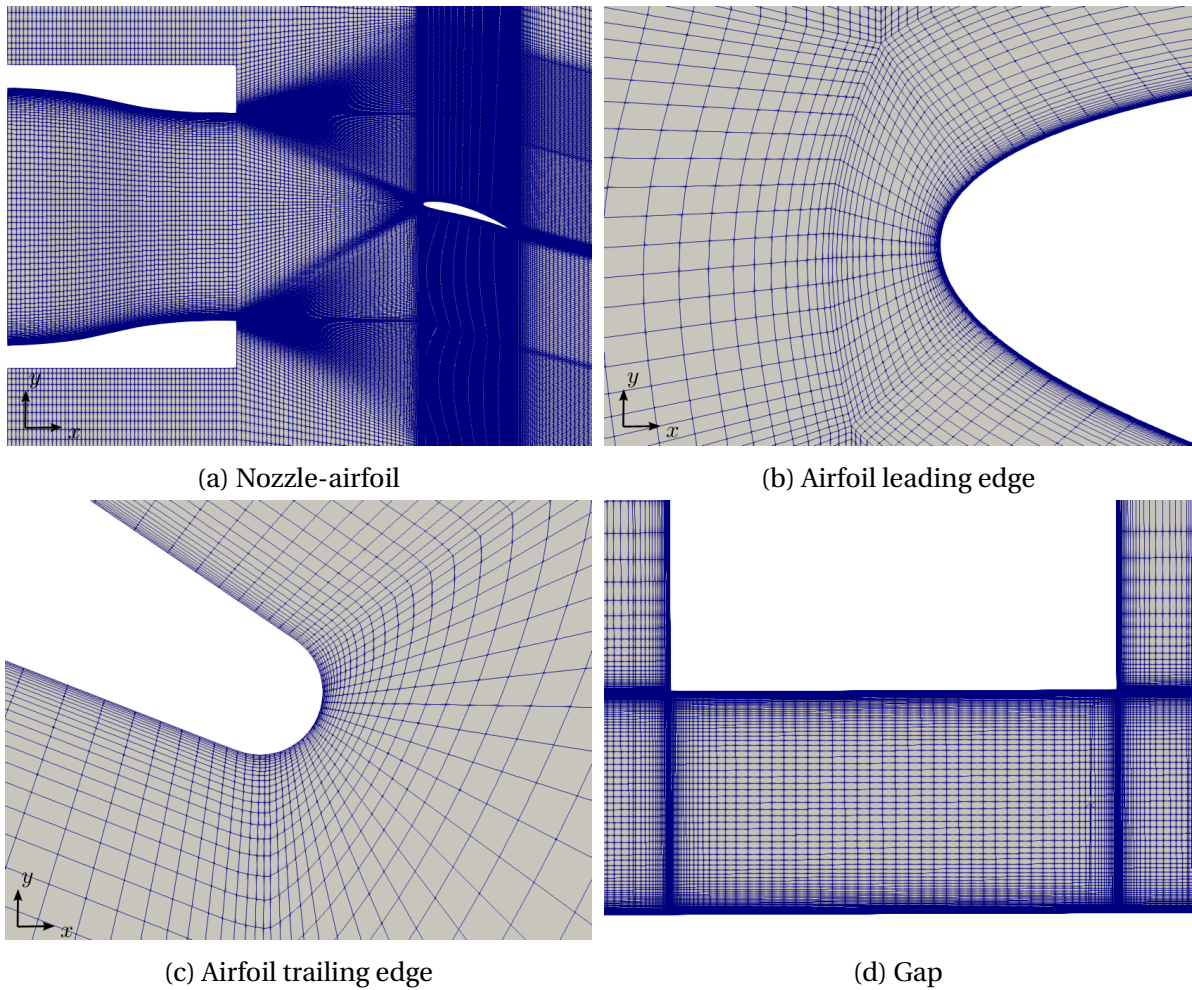 y
x
y
x
(a) Nozzle-airfoil
(b) Airfoil leading edge
y
x
(c) Airfoil trailing edge
(d) Gap